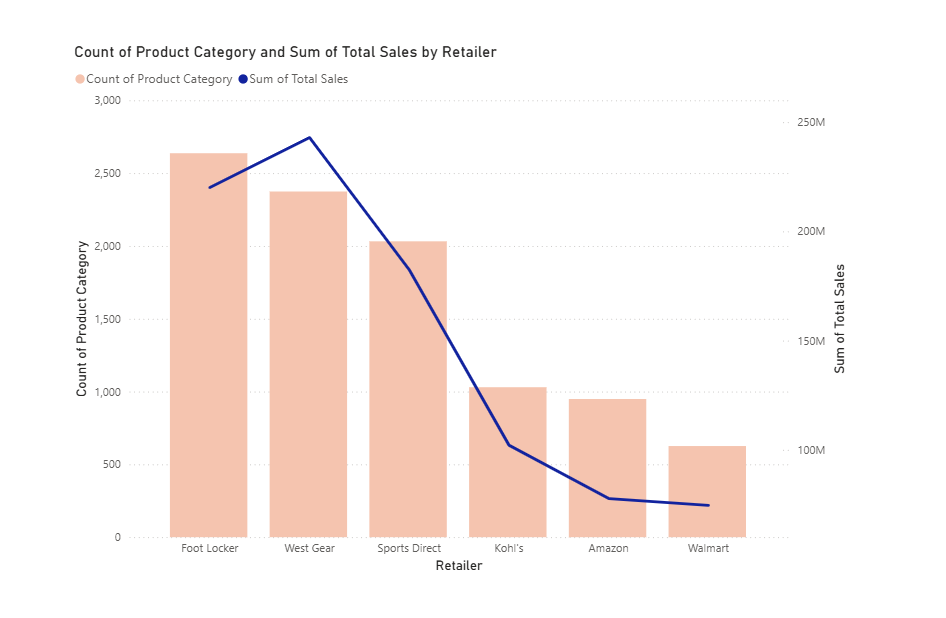 Count of Product Category and Sum of Total Sales by Retailer
Count of Product Category Sum of Total Sales
3,000
2,500
2,000
1,500
1,000
500
0
Count of Product Category
250M
200M
150M
100M
Sum of Total Sales
Foot Locker West Gear Sports Direct Kohl's Amazon Walmart
Retailer